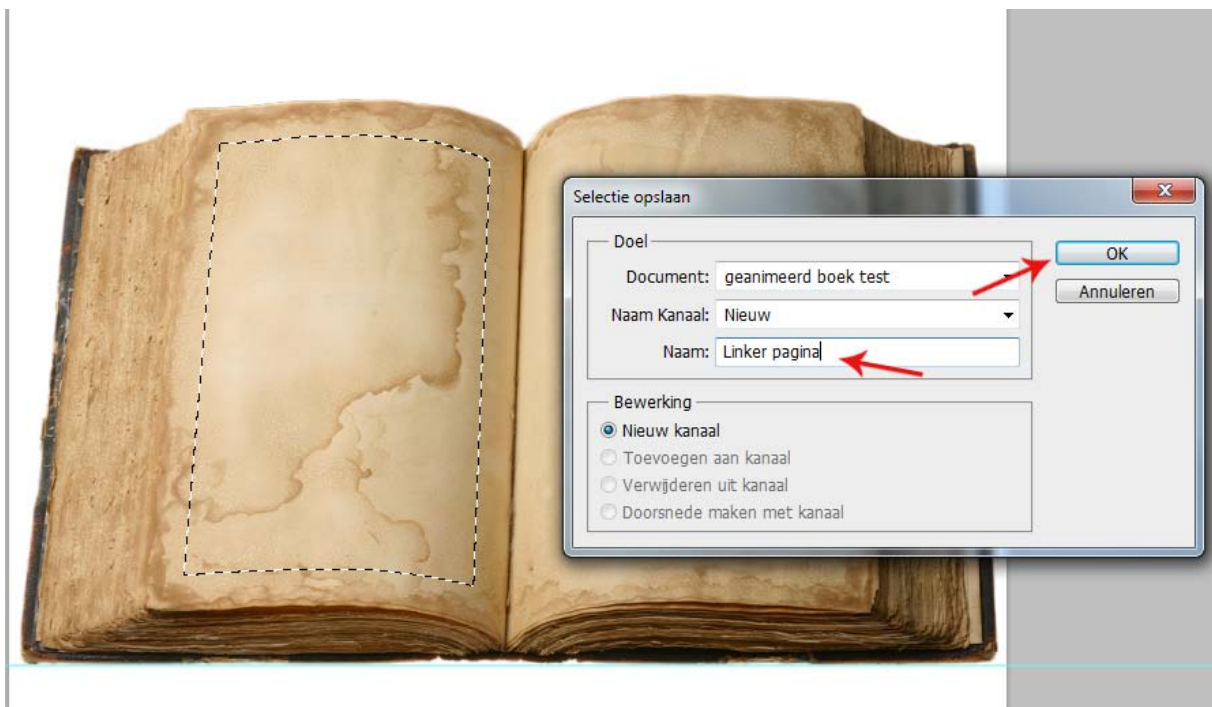 Selectie opslaan
Doel
Document: geanimeerd boek test
Naam Kanaal: Nieuw
Naam: Linker pagina
OK
Annuleren
Bewerking
Nieuw kanaal
Toevoegen aan kanaal
Verwijderen uit kanaal
Doorsnede maken met kanaal